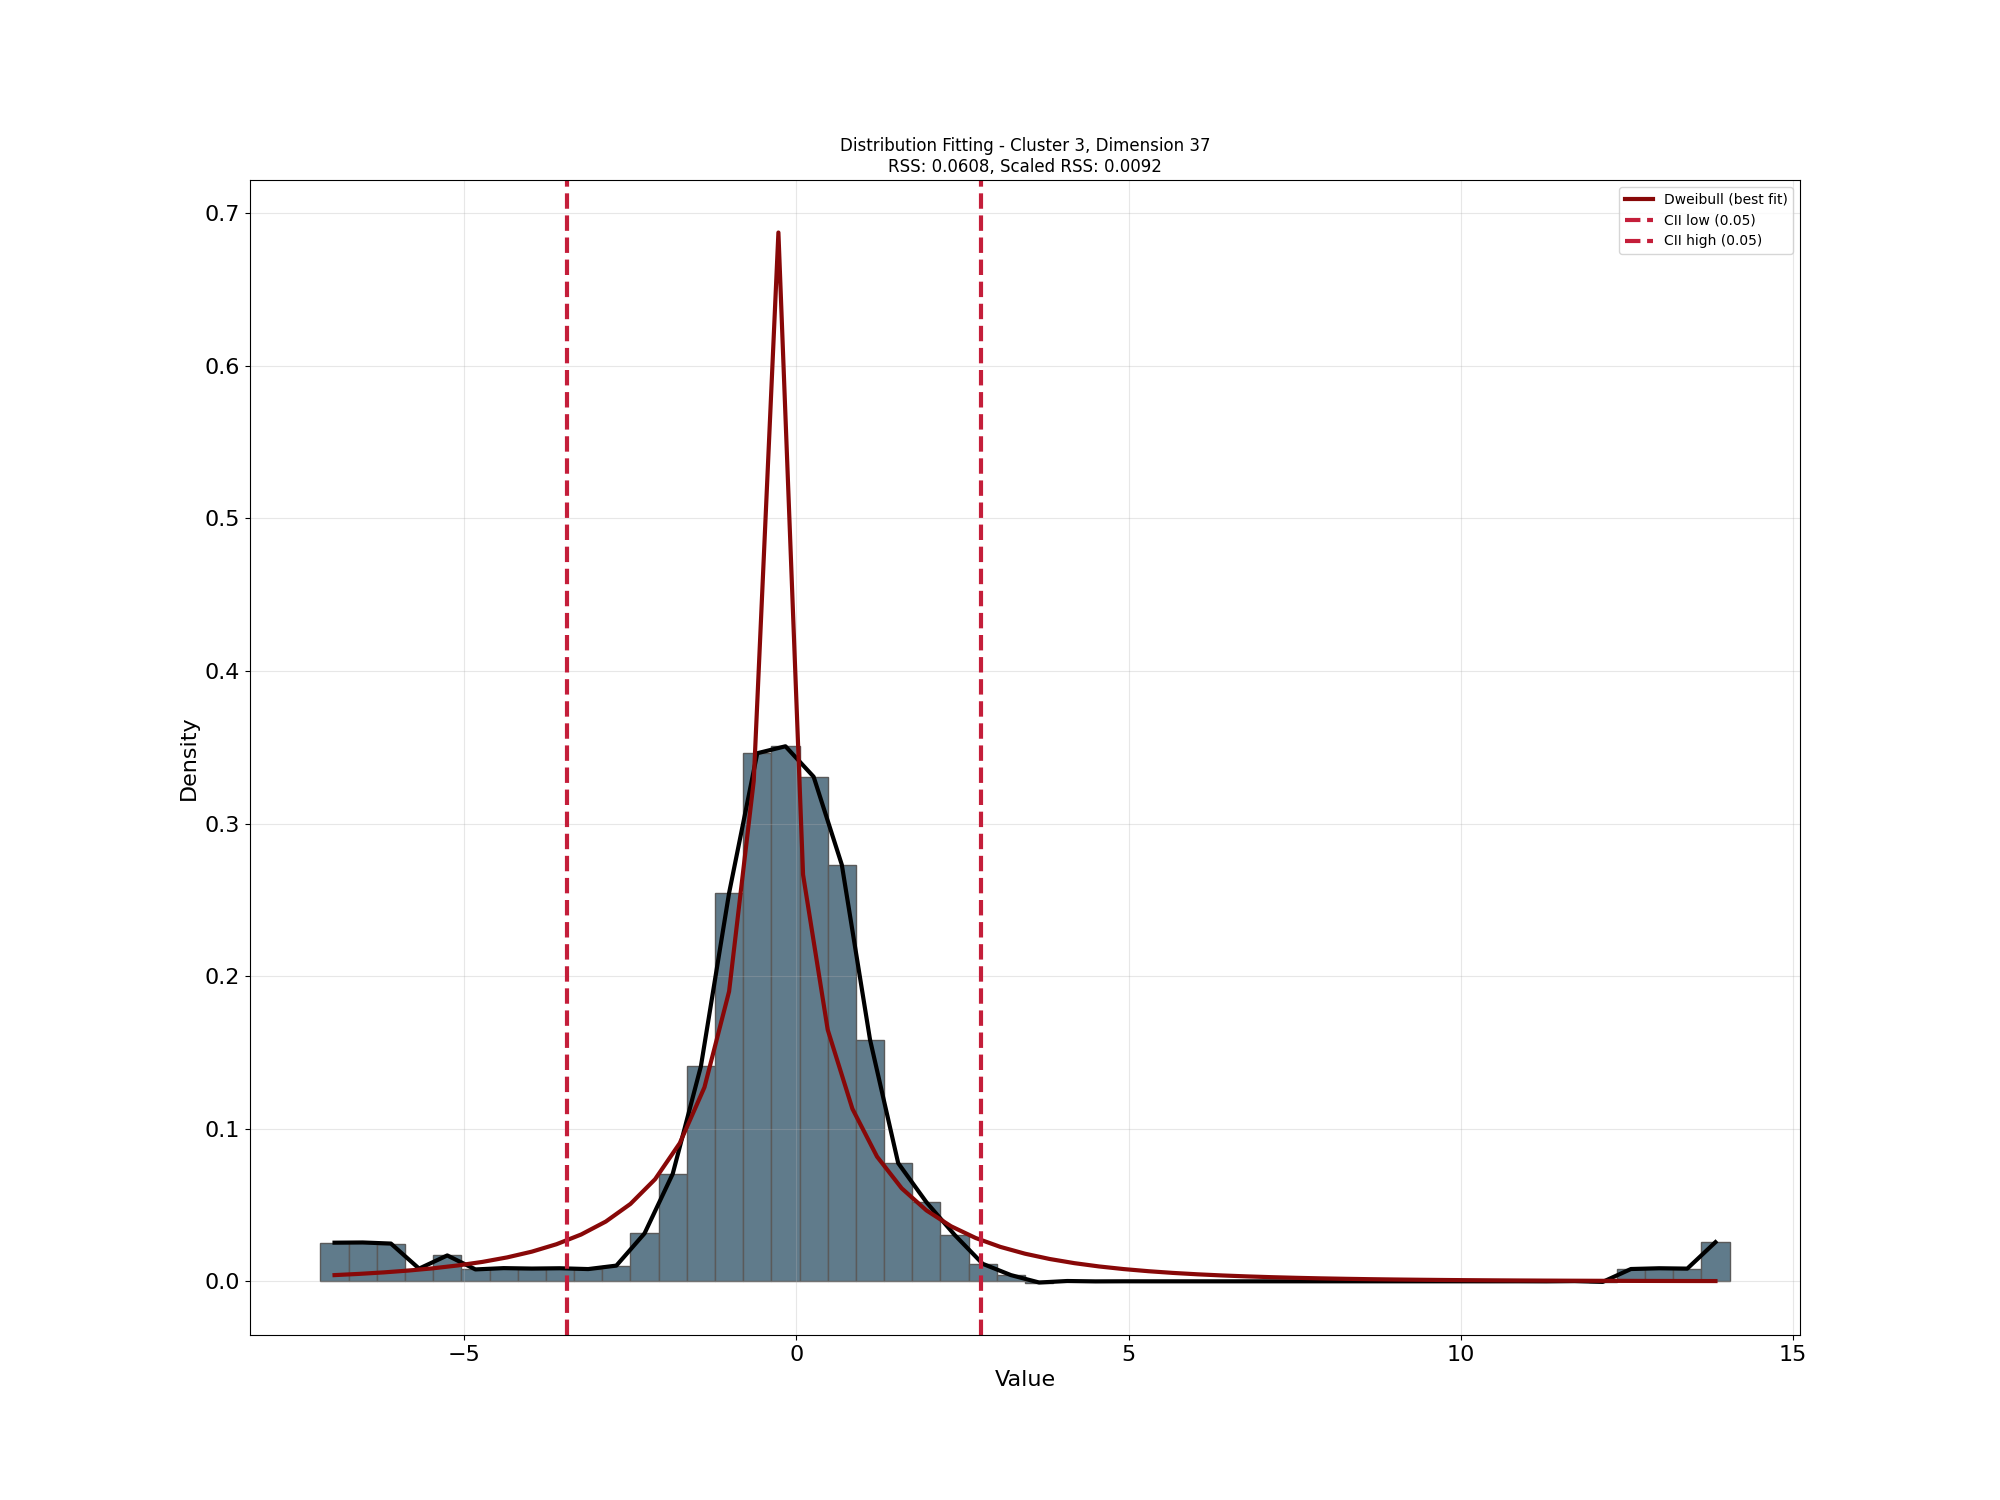 Distribution Fitting - Cluster 3, Dimension 37
RSS: 0.0608, Scaled RSS: 0.0092
Dweibull (best fit)
CII low (0.05)
CII high (0.05)
0.7
0.6
0.5
0.4
0.3
0.2
0.1
0.0
Density
−5
0
5
10
15
Value